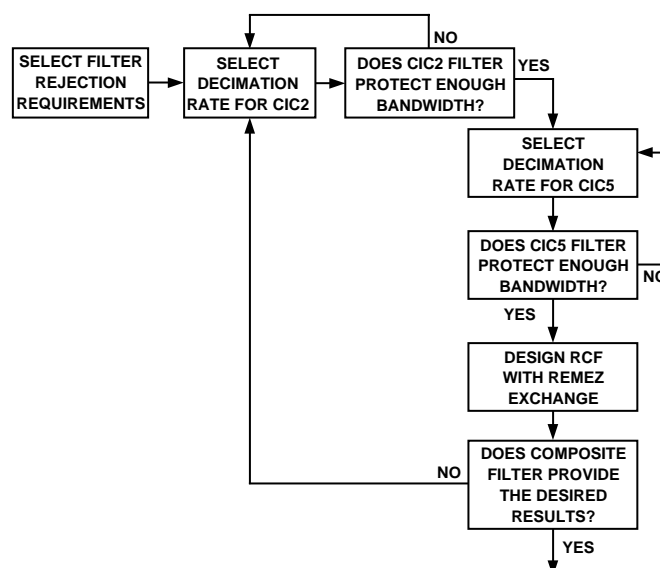 SELECT FILTER
REJECTION
REQUIREMENTS
SELECT
DECIMATION
RATE FOR CIC2
NO
DOES CIC2 FILTER
PROTECT ENOUGH
BANDWIDTH?
YES
SELECT
DECIMATION
RATE FOR CIC5
DOES CIC5 FILTER
PROTECT ENOUGH
BANDWIDTH?
NO
YES
DESIGN RCF
WITH REMEZ
EXCHANGE
DOES COMPOSITE
FILTER PROVIDE
THE DESIRED
RESULTS?
NO
YES